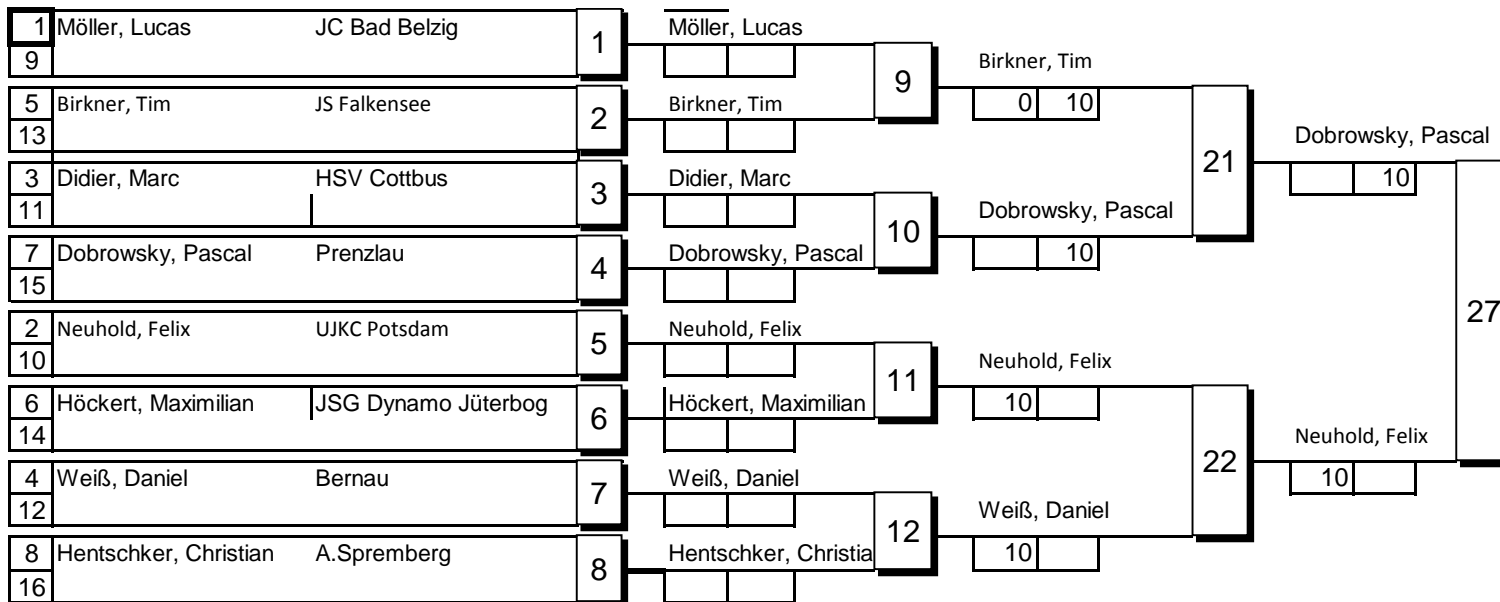 1 Möller, Lucas JC Bad Belzig
9
1
5 Birkner, Tim JS Falkensee
13
2
3 Didier, Marc HSV Cottbus
11
3
7 Dobrowsky, Pascal Prenzlau
15
4
2 Neuhold, Felix UJKC Potsdam
10
5
6 Höckert, Maximilian JSG Dynamo Jüterbog
14
6
4 Weiß, Daniel Bernau
12
7
8 Hentschker, Christian A.Spremberg
16
8
Möller, Lucas
Birkner, Tim
9
Didier, Marc
Dobrowsky, Pascal
10
Neuhold, Felix
Höckert, Maximilian
11
Weiß, Daniel
Hentschker, Christia
12
Birkner, Tim
0 10
Dobrowsky, Pascal
10
21
Neuhold, Felix
10
Weiß, Daniel
10
22
Dobrowsky, Pascal
10
Neuhold, Felix
10
27